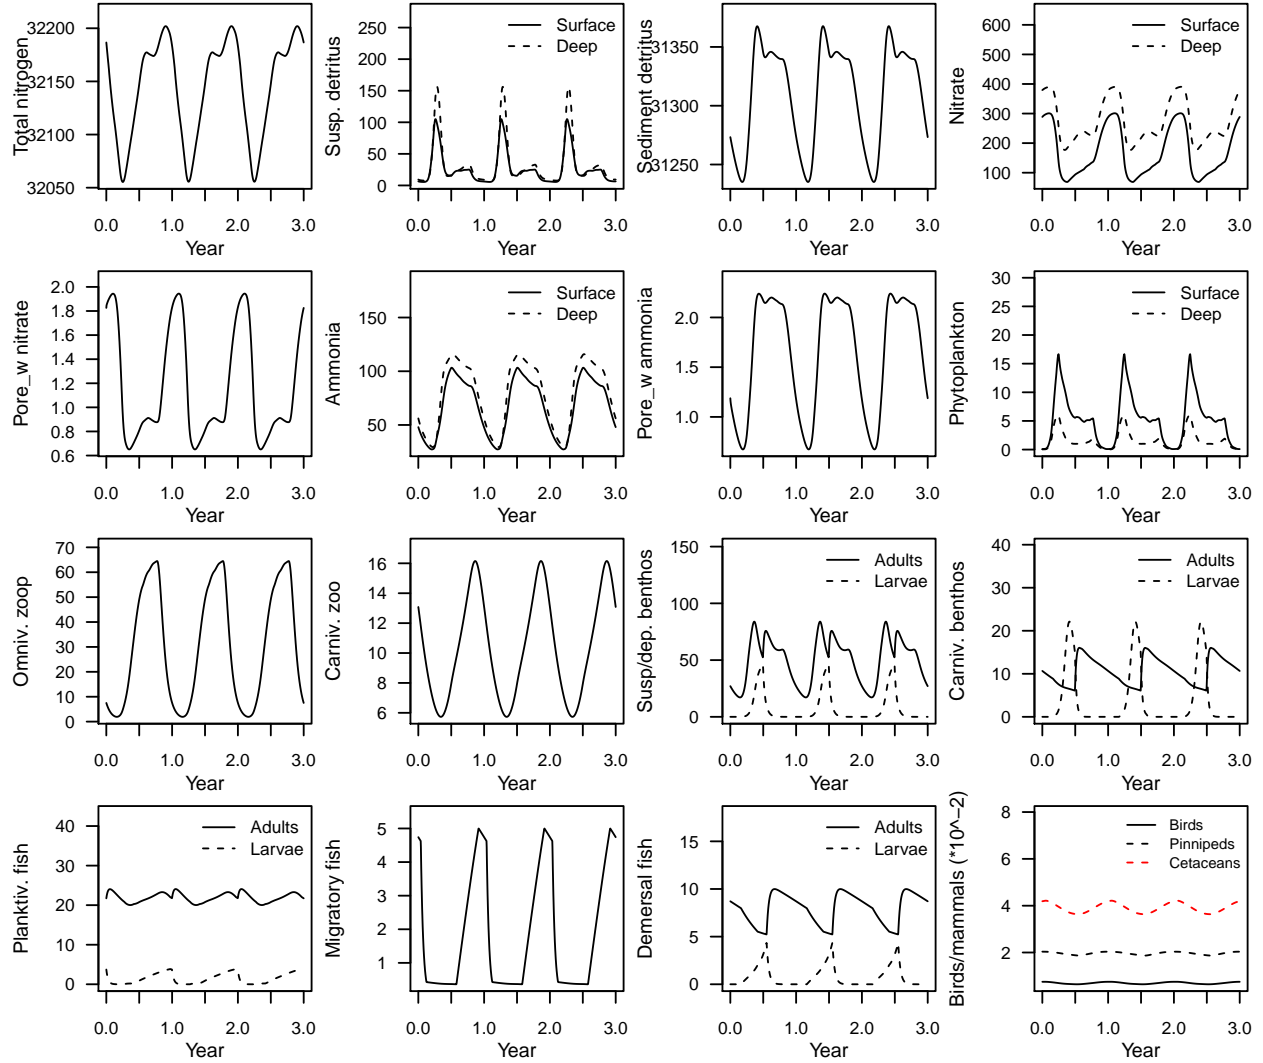 Total nitrogen
32200
32150
32100
32050
0.0 1.0 2.0 3.0
Year
Susp. detritus
250
200
150
100
50
0
Surface
Deep
0.0 1.0 2.0 3.0
Year
Sediment detritus
31350
31300
31250
0.0 1.0 2.0 3.0
Year
Nitrate
600
500
400
300
200
100
Surface
Deep
0.0 1.0 2.0 3.0
Year
Pore_w nitrate
2.0
1.8
1.6
1.4
1.2
1.0
0.8
0.6
0.0 1.0 2.0 3.0
Year
Ammonia
150
100
50
Surface
Deep
0.0 1.0 2.0 3.0
Year
Pore_w ammonia
2.0
1.5
1.0
0.0 1.0 2.0 3.0
Year
Phytoplankton
30
25
20
15
10
5
0
Surface
Deep
0.0 1.0 2.0 3.0
Year
Omniv. zoop
70
60
50
40
30
20
10
0
0.0 1.0 2.0 3.0
Year
Carniv. zoo
16
14
12
10
8
6
0.0 1.0 2.0 3.0
Year
Susp/dep. benthos
150
100
50
0
Adults
Larvae
0.0 1.0 2.0 3.0
Year
Carniv. benthos
40
30
20
10
0
Adults
Larvae
0.0 1.0 2.0 3.0
Year
Planktiv. fish
40
30
20
10
0
Adults
Larvae
0.0 1.0 2.0 3.0
Year
Migratory fish
5
4
3
2
1
0.0 1.0 2.0 3.0
Year
Demersal fish
15
10
5
0
Adults
Larvae
0.0 1.0 2.0 3.0
Year
Birds/mammals (*10^−2)
8
6
4
2
Birds
Pinnipeds
Cetaceans
0.0 1.0 2.0 3.0
Year